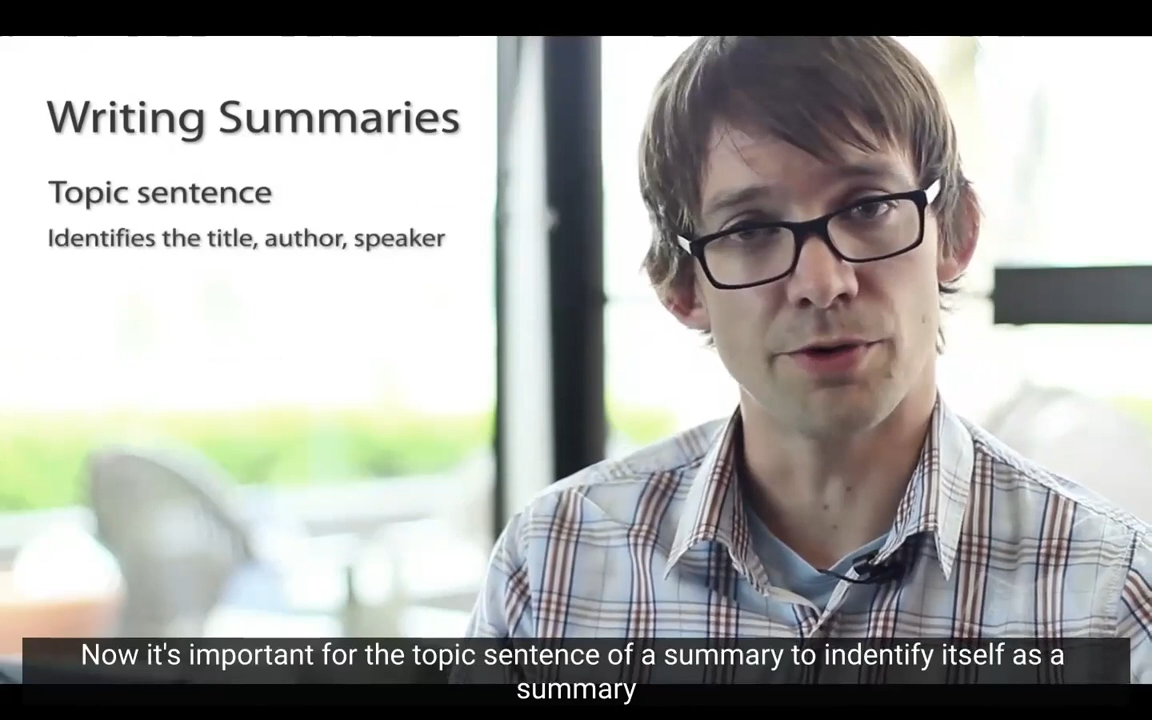 Writing Summaries
Topic sentence
Identifies the title, author, speaker
Now it's important for the topic sentence of a summary to indentify itself as a
summary